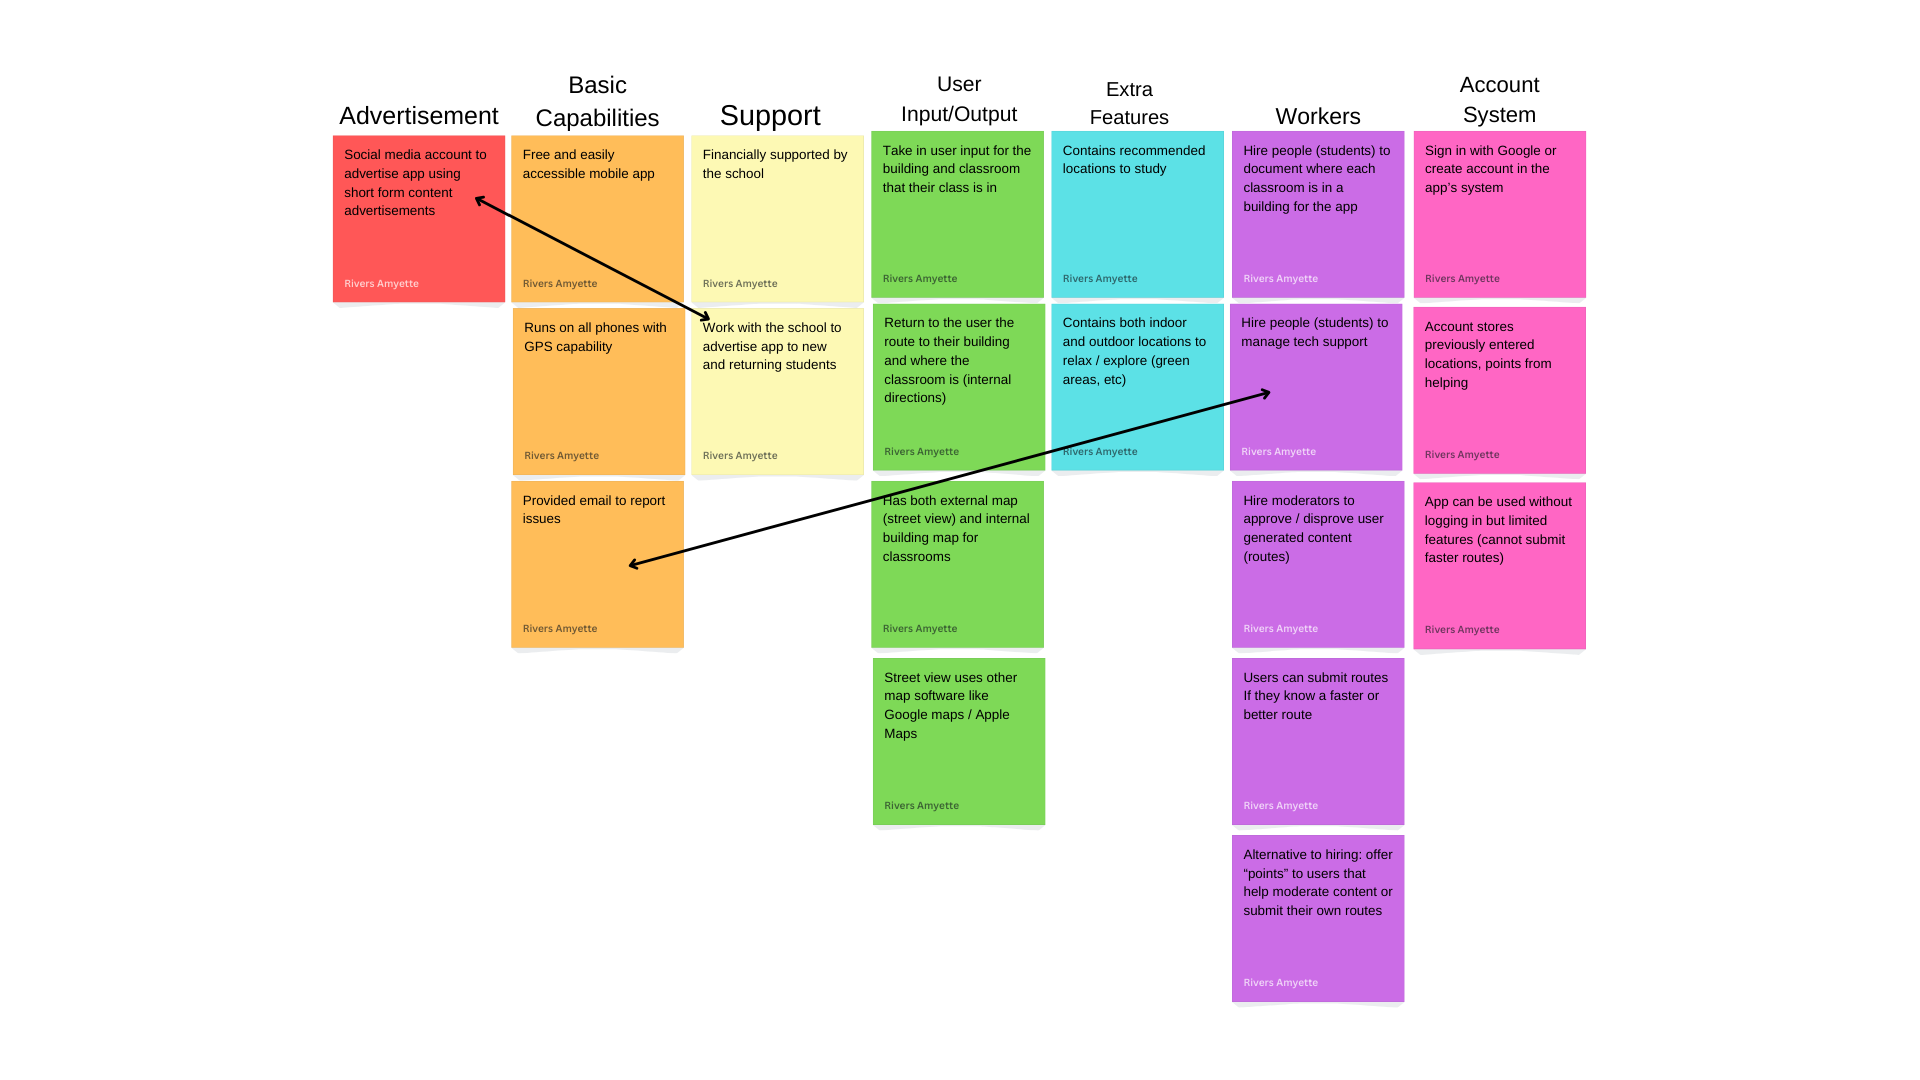 Advertisement
Social media account to
advertise app using
short form content
advertisements
Rivers Amyette
Basic
Capabilities
Free and easily
accessible mobile app
Rivers Amyette
Runs on all phones with
GPS capability
Rivers Amyette
Provided email to report
issues
Rivers Amyette
Support
Financially supported by
the school
Rivers Amyette
Work with the school to
advertise app to new
and returning students
Rivers Amyette
User
Input/Output
Take in user input for the
building and classroom
that their class is in
Rivers Amyette
Return to the user the
route to their building
and where the
classroom is (internal
directions)
Rivers Amyette
Has both external map
(street view) and internal
building map for
classrooms
Rivers Amyette
Street view uses other
map software like
Google maps / Apple
Maps
Rivers Amyette
Extra
Features
Contains recommended
locations to study
Rivers Amyette
Contains both indoor
and outdoor locations to
relax / explore (green
areas, etc)
Rivers Amyette
Workers
Hire people (students) to
document where each
classroom is in a
building for the app
Rivers Amyette
Hire people (students) to
manage tech support
Rivers Amyette
Hire moderators to
approve / disprove user
generated content
(routes)
Rivers Amyette
Users can submit routes
If they know a faster or
better route
Rivers Amyette
Alternative to hiring: offer
“points” to users that
help moderate content or
submit their own routes
Rivers Amyette
Account
System
Sign in with Google or
create account in the
app’s system
Rivers Amyette
Account stores
previously entered
locations, points from
helping
Rivers Amyette
App can be used without
logging in but limited
features (cannot submit
faster routes)
Rivers Amyette